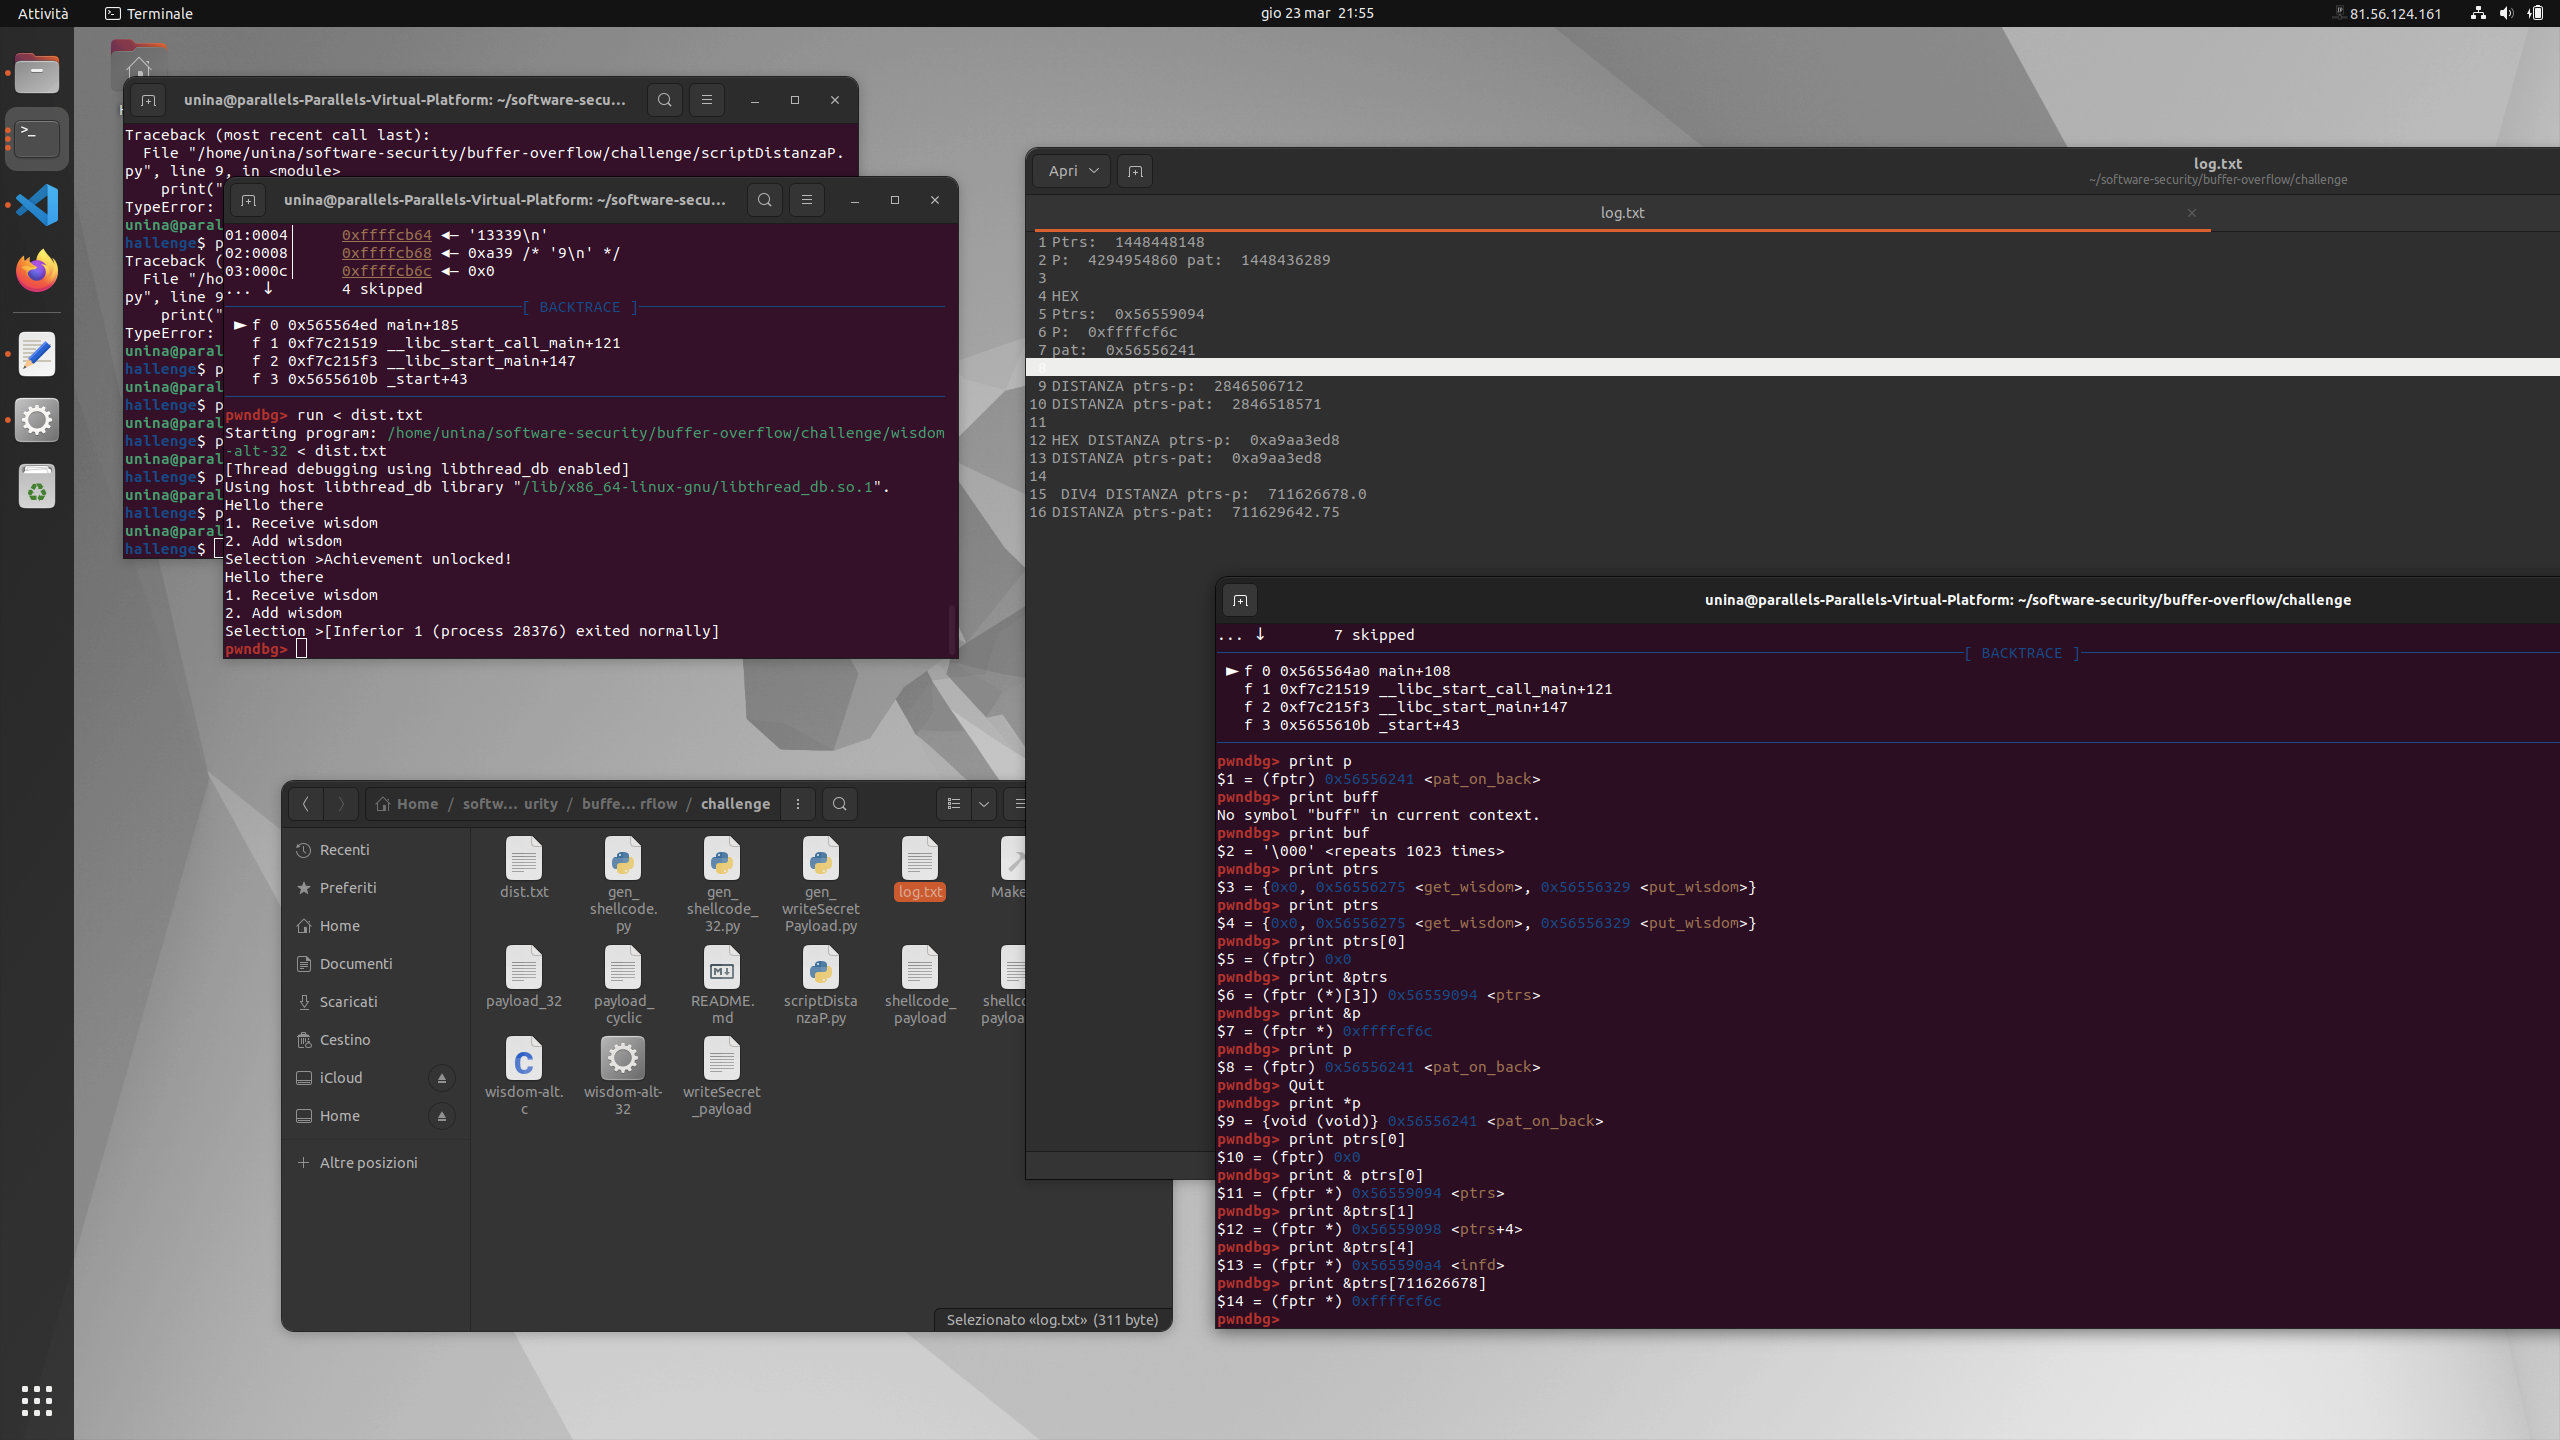 Attività
Terminale
gio 23 mar  21:55
81.56.124.161
unina@parallels-Parallels-Virtual-Platform: ~/software-secu...
Traceback (most recent call last):
  File "/home/unina/software-security/buffer-overflow/challenge/scriptDistanzaP.
py", line 9, in <module>
    print("
TypeError:
unina@paral
hallenge$ p
Traceback (
  File "/ho
py", line 9
    print("
TypeError:
unina@paral
hallenge$ p
unina@paral
hallenge$ p
unina@paral
hallenge$ p
unina@paral
hallenge$ p
unina@paral
hallenge$ p
unina@paral
hallenge$
unina@parallels-Parallels-Virtual-Platform: ~/software-secu...
01:0004│      0xffffcb64 ◂— '13339\n'
02:0008│      0xffffcb68 ◂— 0xa39 /* '9\n' */
03:000c│      0xffffcb6c ◂— 0x0
... ↓        4 skipped
[ BACKTRACE ]
 ► f 0 0x565564ed main+185
   f 1 0xf7c21519 __libc_start_call_main+121
   f 2 0xf7c215f3 __libc_start_main+147
   f 3 0x5655610b _start+43
pwndbg> run < dist.txt
Starting program: /home/unina/software-security/buffer-overflow/challenge/wisdom
-alt-32 < dist.txt
[Thread debugging using libthread_db enabled]
Using host libthread_db library "/lib/x86_64-linux-gnu/libthread_db.so.1".
Hello there
1. Receive wisdom
2. Add wisdom
Selection >Achievement unlocked!
Hello there
1. Receive wisdom
2. Add wisdom
Selection >[Inferior 1 (process 28376) exited normally]
pwndbg>
Apri
log.txt
~/software-security/buffer-overflow/challenge
log.txt
1 Ptrs:  1448448148
2 P:  4294954860 pat:  1448436289
3
4 HEX
5 Ptrs:  0x56559094
6 P:  0xffffcf6c
7 pat:  0x56556241
9 DISTANZA ptrs-p:  2846506712
10 DISTANZA ptrs-pat:  2846518571
11
12 HEX DISTANZA ptrs-p:  0xa9aa3ed8
13 DISTANZA ptrs-pat:  0xa9aa3ed8
14
15  DIV4 DISTANZA ptrs-p:  711626678.0
16 DISTANZA ptrs-pat:  711629642.75
unina@parallels-Parallels-Virtual-Platform: ~/software-security/buffer-overflow/challenge
... ↓        7 skipped
[ BACKTRACE ]
 ► f 0 0x565564a0 main+108
   f 1 0xf7c21519 __libc_start_call_main+121
   f 2 0xf7c215f3 __libc_start_main+147
   f 3 0x5655610b _start+43
pwndbg> print p
$1 = (fptr) 0x56556241 <pat_on_back>
pwndbg> print buff
No symbol "buff" in current context.
pwndbg> print buf
$2 = '\000' <repeats 1023 times>
pwndbg> print ptrs
$3 = {0x0, 0x56556275 <get_wisdom>, 0x56556329 <put_wisdom>}
pwndbg> print ptrs
$4 = {0x0, 0x56556275 <get_wisdom>, 0x56556329 <put_wisdom>}
pwndbg> print ptrs[0]
$5 = (fptr) 0x0
pwndbg> print &ptrs
$6 = (fptr (*)[3]) 0x56559094 <ptrs>
pwndbg> print &p
$7 = (fptr *) 0xffffcf6c
pwndbg> print p
$8 = (fptr) 0x56556241 <pat_on_back>
pwndbg> Quit
pwndbg> print *p
$9 = {void (void)} 0x56556241 <pat_on_back>
pwndbg> print ptrs[0]
$10 = (fptr) 0x0
pwndbg> print & ptrs[0]
$11 = (fptr *) 0x56559094 <ptrs>
pwndbg> print &ptrs[1]
$12 = (fptr *) 0x56559098 <ptrs+4>
pwndbg> print &ptrs[4]
$13 = (fptr *) 0x565590a4 <infd>
pwndbg> print &ptrs[711626678]
$14 = (fptr *) 0xffffcf6c
pwndbg>
Home / softw... urity / buffe... rflow / challenge
Recenti
Preferiti
Home
Documenti
Scaricati
Cestino
iCloud
Home
Altre posizioni
dist.txt
gen_
shellcode.
py
gen_
shellcode_
32.py
gen_
writeSecret
Payload.py
log.txt
Make
payload_32
payload_
cyclic
README.
md
scriptDista
nzaP.py
shellcode_
payload
shellc
payloa
wisdom-alt.
c
wisdom-alt-
32
writeSecret
_payload
Selezionato «log.txt» (311 byte)